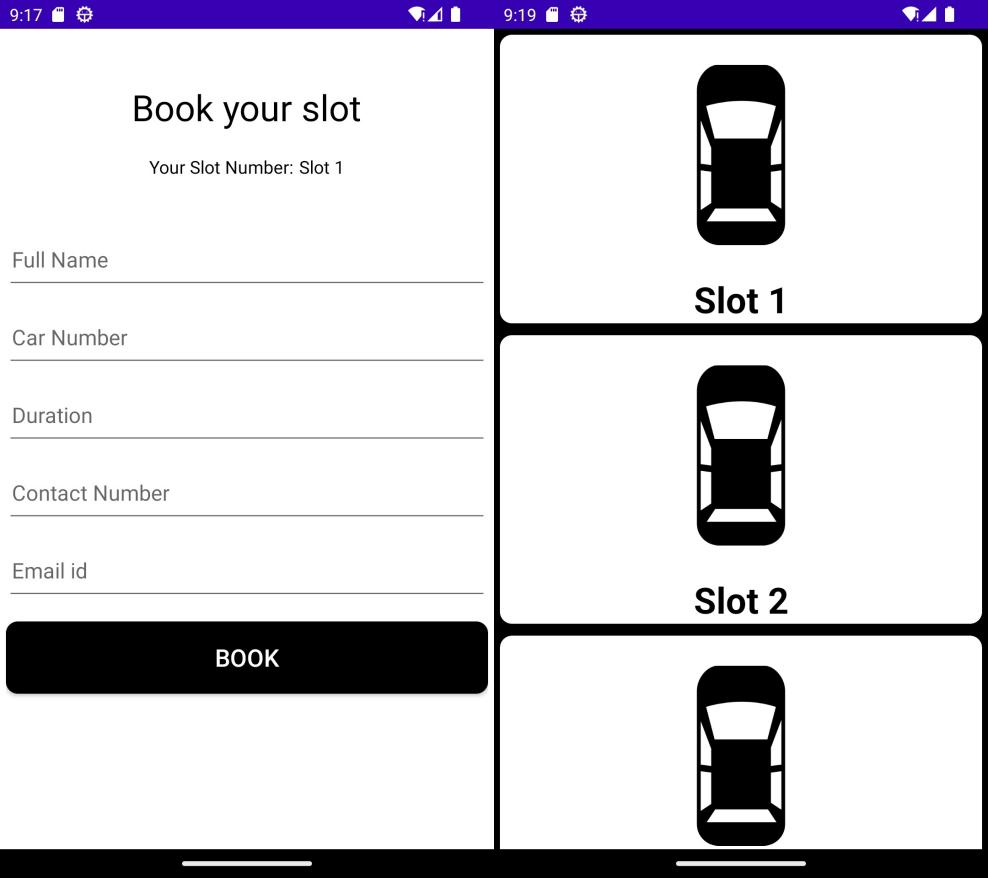 9:17
Book your slot
Your Slot Number: Slot 1
Full Name
Car Number
Duration
Contact Number
Email id
BOOK
9:19
Slot 1
Slot 2